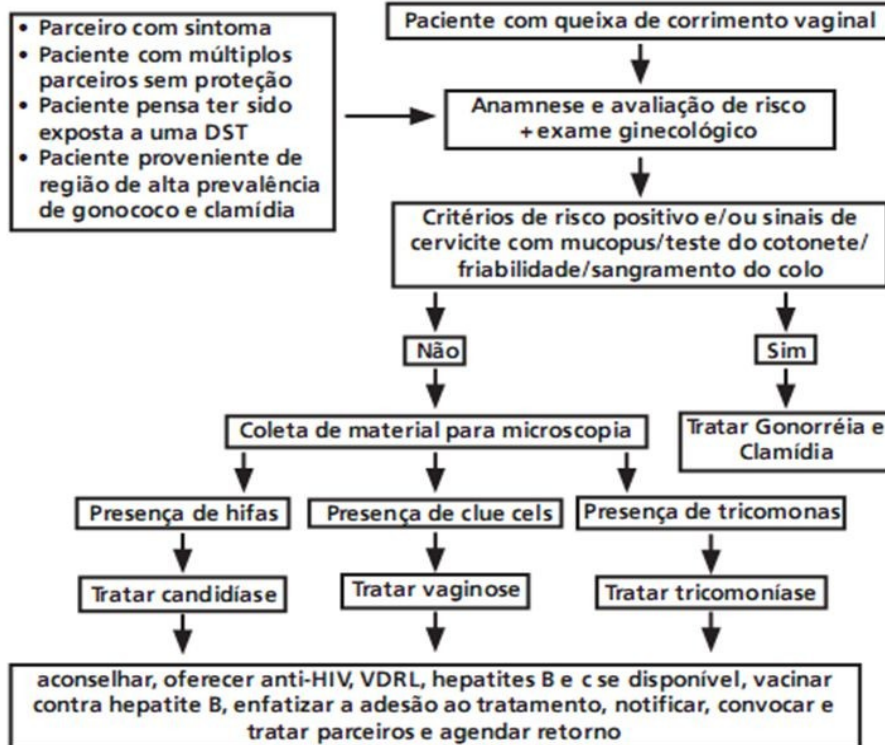 • Parceiro com sintoma
• Paciente com múltiplos
parceiros sem proteção
• Paciente pensa ter sido
exposta a uma DST
• Paciente proveniente de
região de alta prevalência
de gonococo e clamídia
Paciente com queixa de corrimento vaginal
Anamnese e avaliação de risco
+ exame ginecológico
Critérios de risco positivo e/ou sinais de
cervicite com mucopus/teste do cotonete/
friabilidade/sangramento do colo
Não
Sim
Coleta de material para microscopia
Tratar Gonorréia e
Clamídia
Presença de hifas
Presença de clue cels
Presença de tricomonas
Tratar candidíase
Tratar vaginose
Tratar tricomoníase
aconselhar, oferecer anti-HIV, VDRL, hepatites B e c se disponível, vacinar
contra hepatite B, enfatizar a adesão ao tratamento, notificar, convocar e
tratar parceiros e agendar retorno